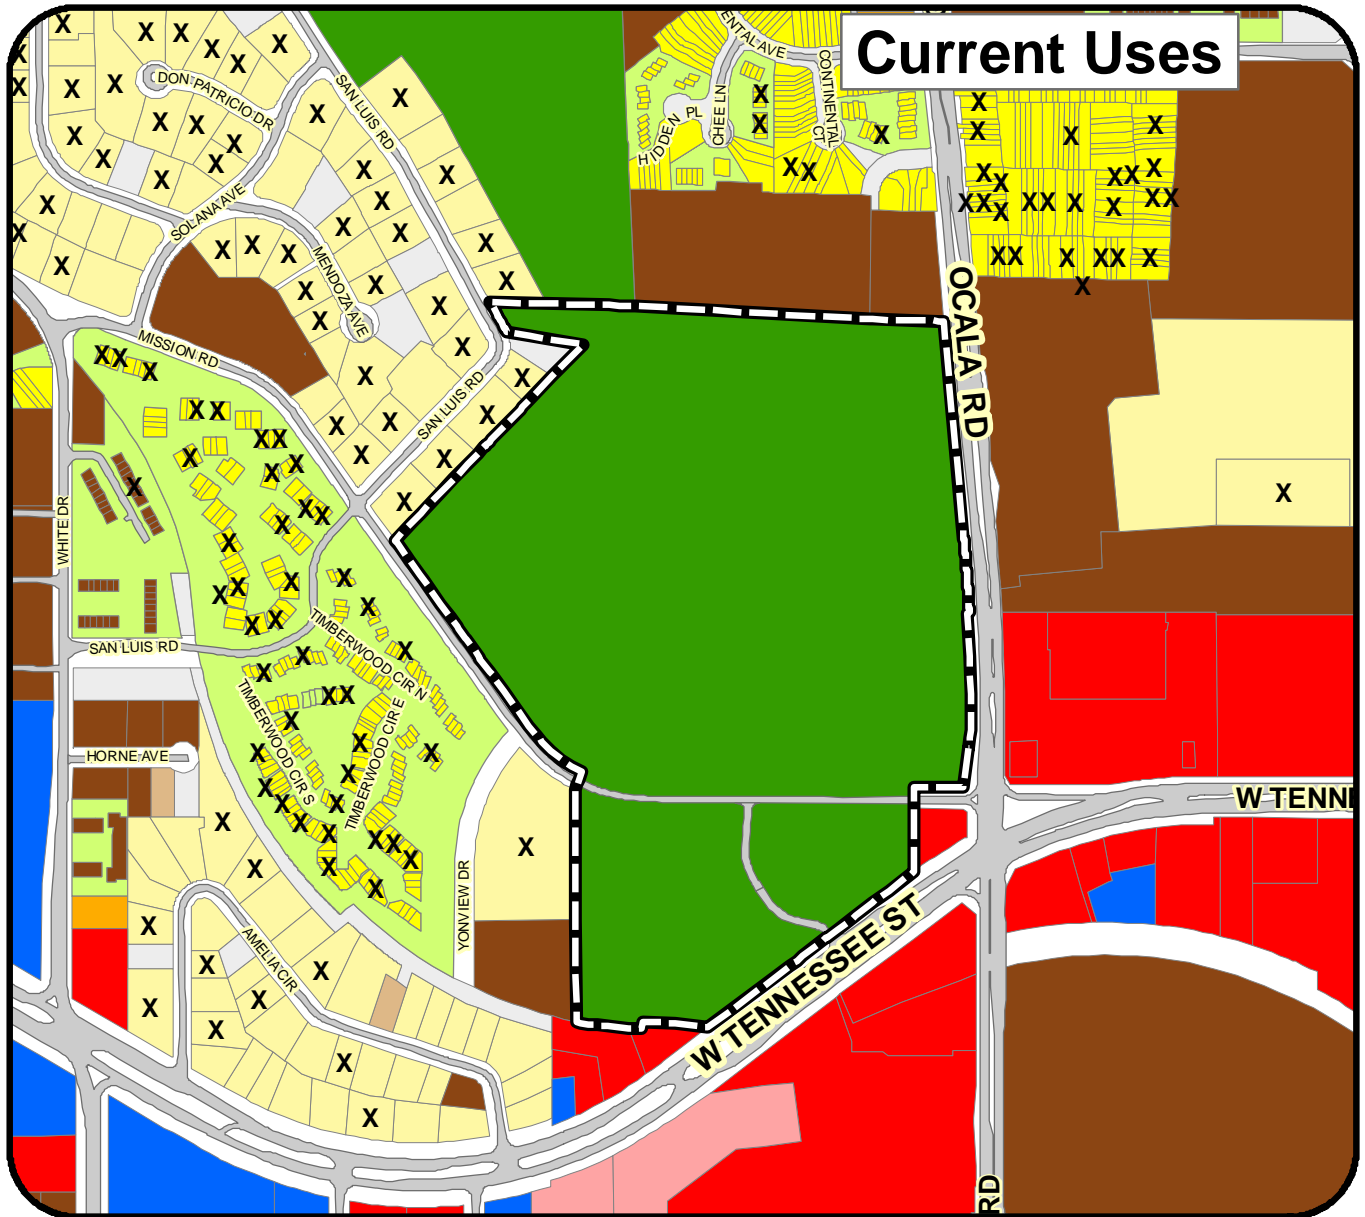 Current Uses
ENTAL AVE
CONTINENTAL
CT
CHEE LN
HIDDEN PL
DON PATRICIO DR
SAN LUIS RD
SOLANA AVE
MENDOZA AVE
MISSION RD
SAN LUIS RD
OCALA RD
WHITE DR
SAN LUIS RD
TIMBERWOOD CIR N
TIMBERWOOD CIR E
TIMBERWOOD CIR S
HORNE AVE
W TENN
YONVIEW DR
AMELIA CIR
W TENNESSEE ST
RD